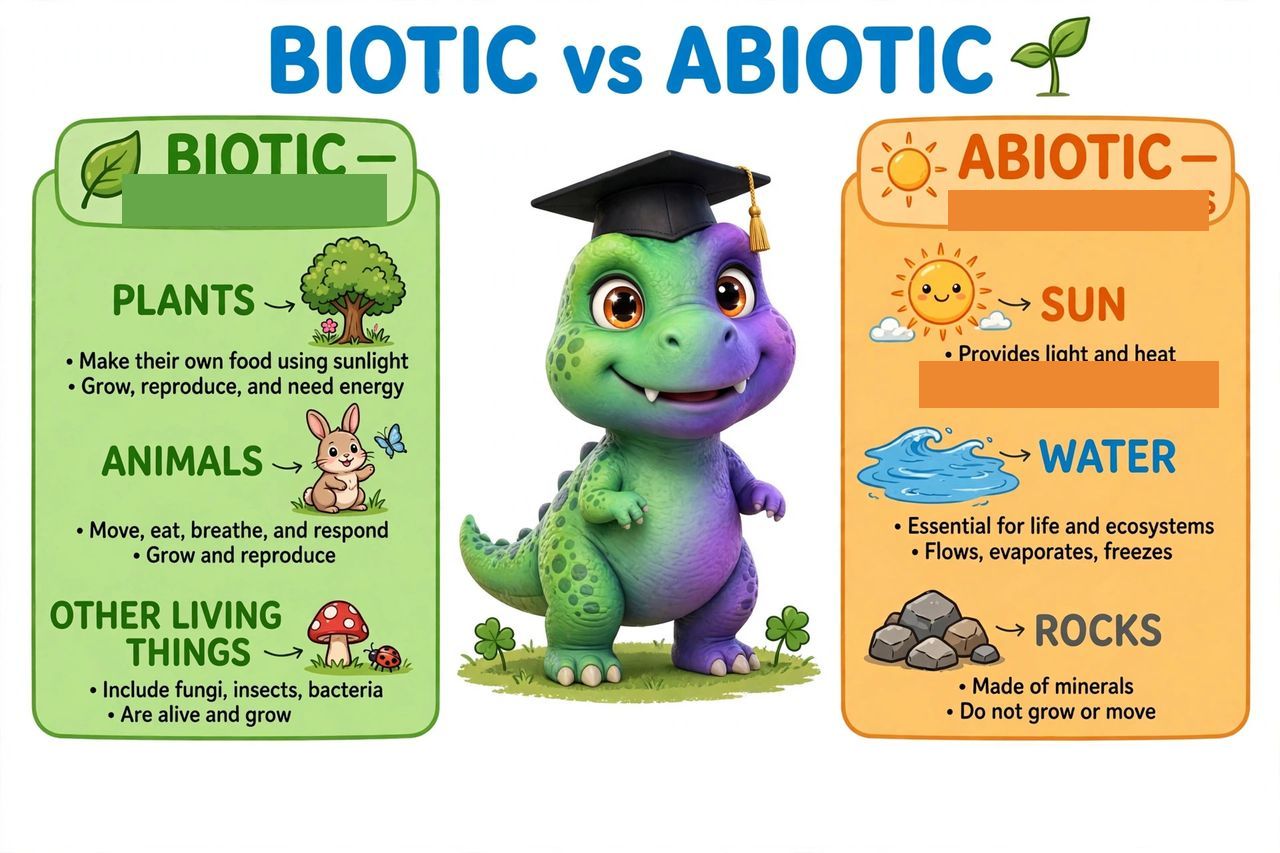 BIOTIC vs ABIOTIC
BIOTIC –
PLANTS
• Make their own food using sunlight
• Grow, reproduce, and need energy
ANIMALS
• Move, eat, breathe, and respond
• Grow and reproduce
OTHER LIVING
THINGS
• Include fungi, insects, bacteria
• Are alive and grow
ABIOTIC –
SUN
• Provides light and heat
WATER
• Essential for life and ecosystems
• Flows, evaporates, freezes
ROCKS
• Made of minerals
• Do not grow or move